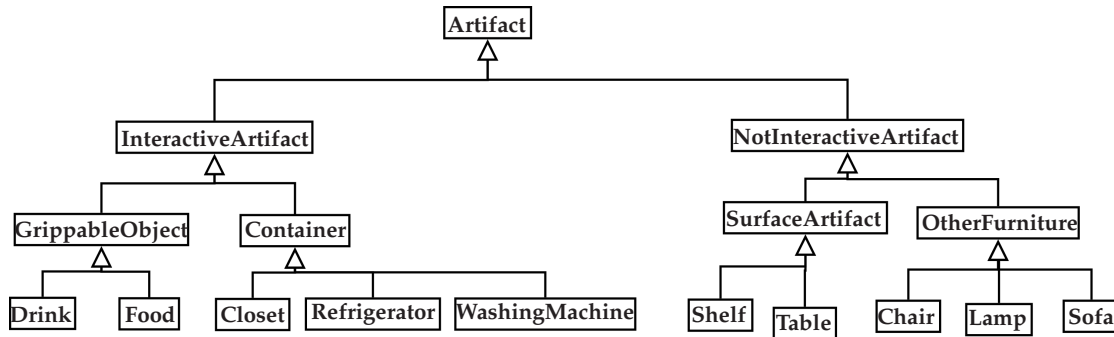 Artifact
InteractiveArtifact
NotInteractiveArtifact
GrippableObject
Container
SurfaceArtifact
OtherFurniture
Drink
Food
Closet
Refrigerator
WashingMachine
Shelf
Table
Chair
Lamp
Sofa